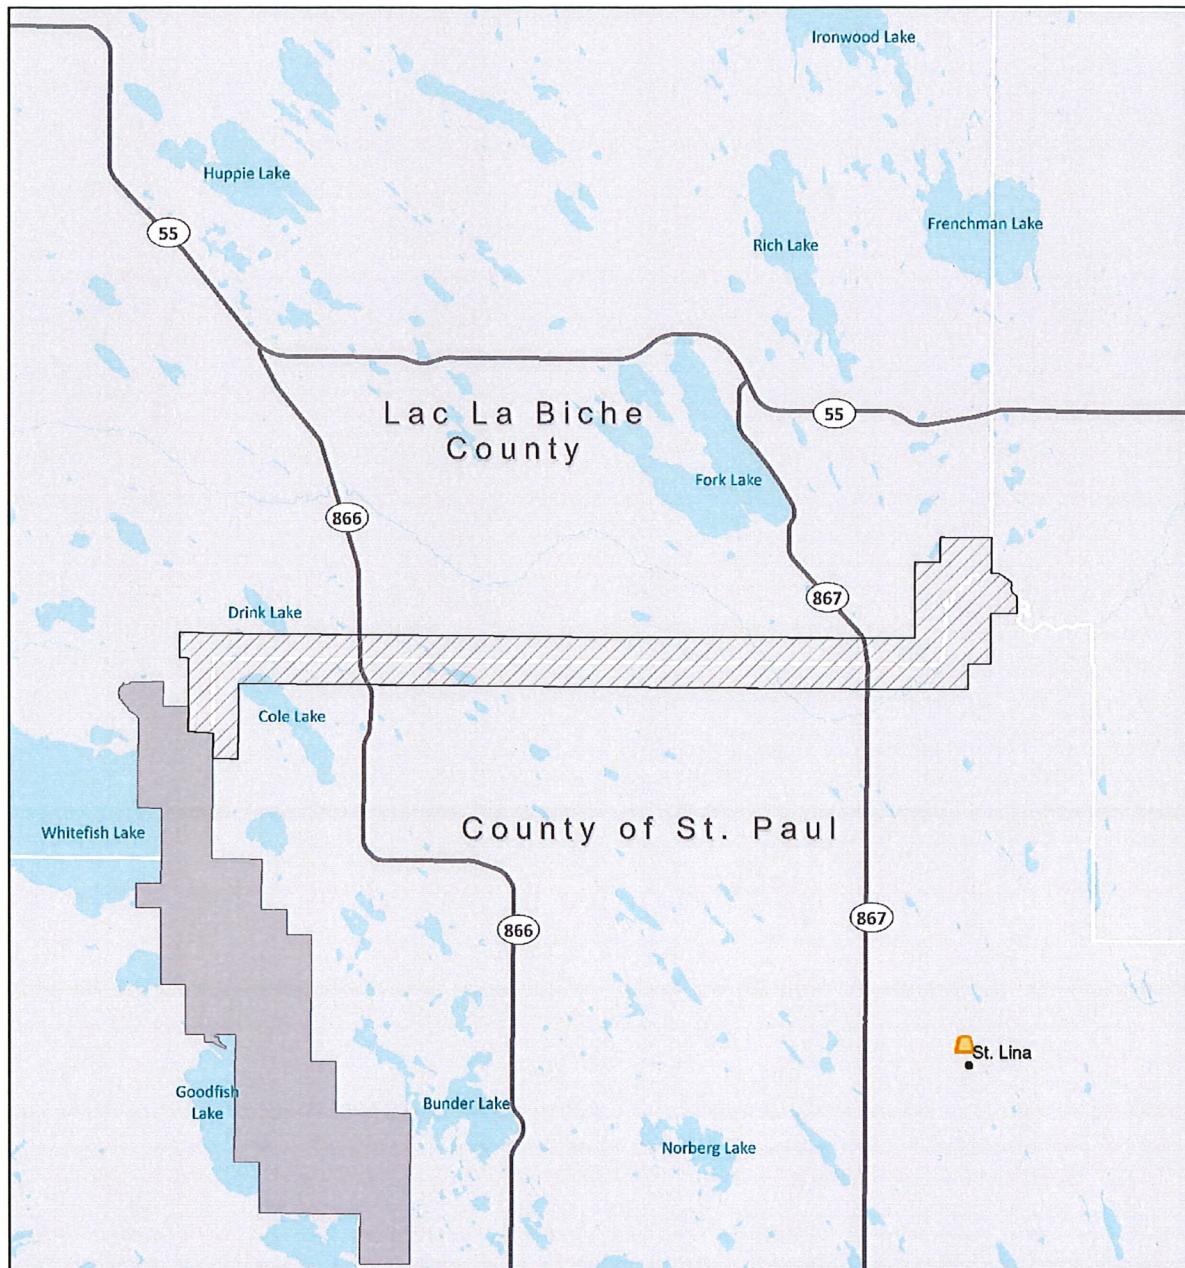 Ironwood Lake
Huppie Lake
Frenchman Lake
55
Rich Lake
Lac La Biche
County
55
Fork Lake
866
867
Drink Lake
Cole Lake
Whitefish Lake
County of St. Paul
867
866
St. Lina
Goodfish
Lake
Bunder Lake
Norberg Lake